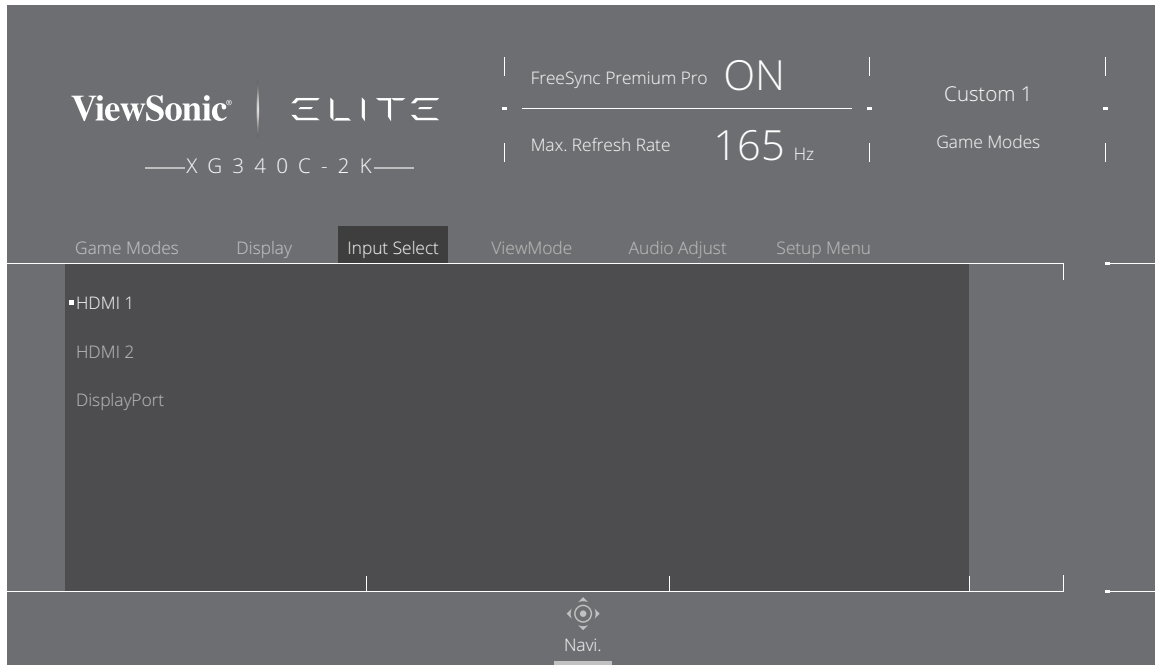 ViewSonic® ELITE
XG340C-2K
FreeSync Premium Pro ON
Max. Refresh Rate 165 Hz
Custom 1
Game Modes
Game Modes Display Input Select ViewMode Audio Adjust Setup Menu
HDMI 1
HDMI 2
DisplayPort
Navi.